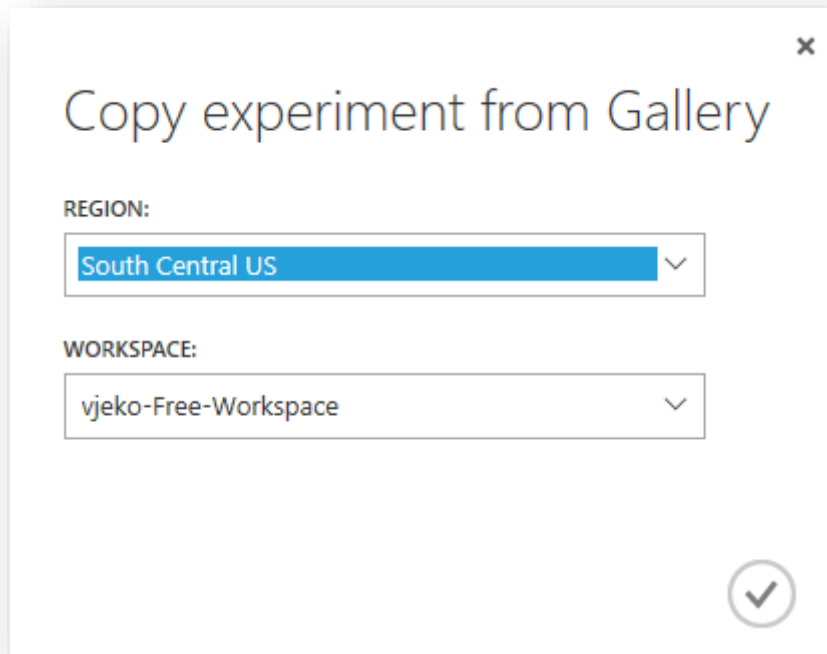 Copy experiment from Gallery
REGION:
South Central US
WORKSPACE:
vjeko-Free-Workspace